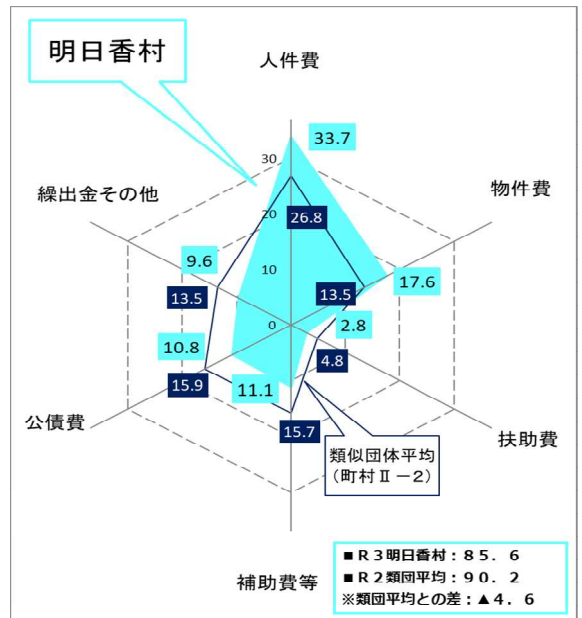 明日香村
人件費
33.7
30
物件費
繰出金その他
20
26.8
9.6
10
17.6
13.5
13.5
0
2.8
10.8
4.8
15.9
11.1
公債費
15.7
扶助費
類似団体平均
(町村Ⅱ－2)
補助費等
■Ｒ３明日香村：８５．６
■Ｒ２類団平均：９０．２
※類団平均との差：▲４．６